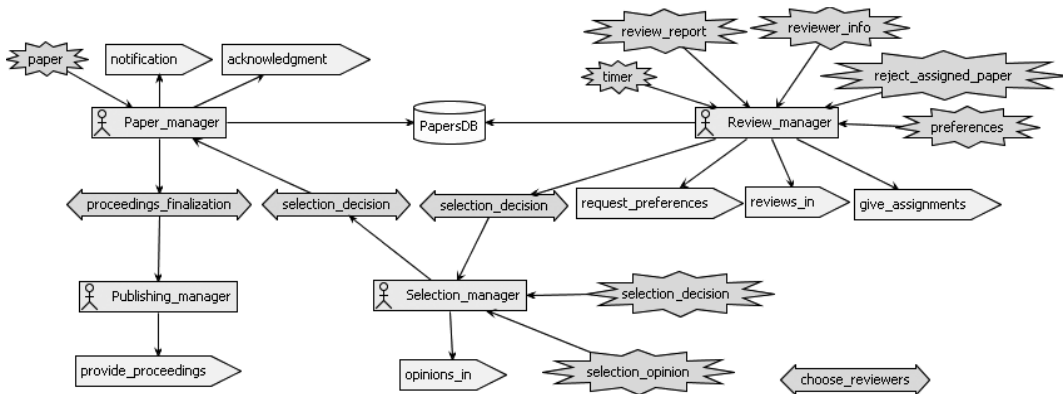 paper
notification
acknowledgment
review_report
reviewer_info
timer
reject_assigned_paper
Paper_manager
PapersDB
Review_manager
preferences
proceedings_finalization
selection_decision
selection_decision
request_preferences
reviews_in
give_assignments
Publishing_manager
Selection_manager
selection_decision
provide_proceedings
opinions_in
selection_opinion
choose_reviewers